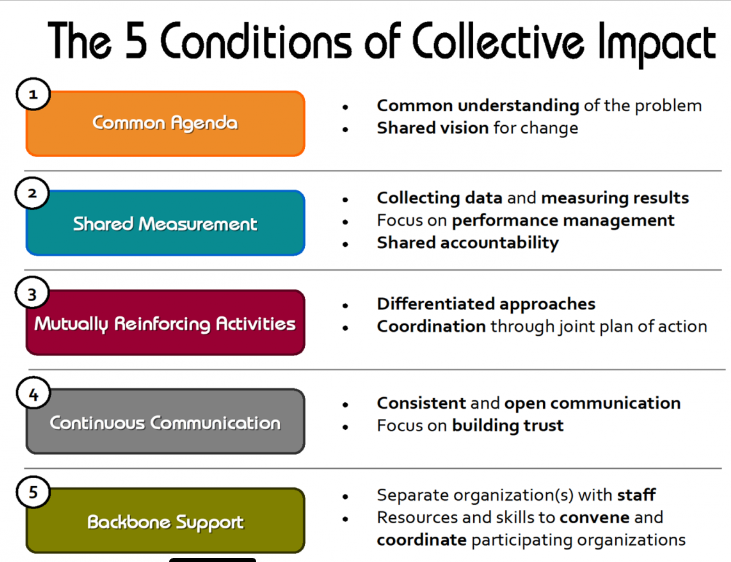 The 5 Conditions of Collective Impact
1
Common Agenda
• Common understanding of the problem
• Shared vision for change
2
Shared Measurement
• Collecting data and measuring results
• Focus on performance management
• Shared accountability
3
Mutually Reinforcing Activities
• Differentiated approaches
• Coordination through joint plan of action
4
Continuous Communication
• Consistent and open communication
• Focus on building trust
5
Backbone Support
• Separate organization(s) with staff
• Resources and skills to convene and
coordinate participating organizations